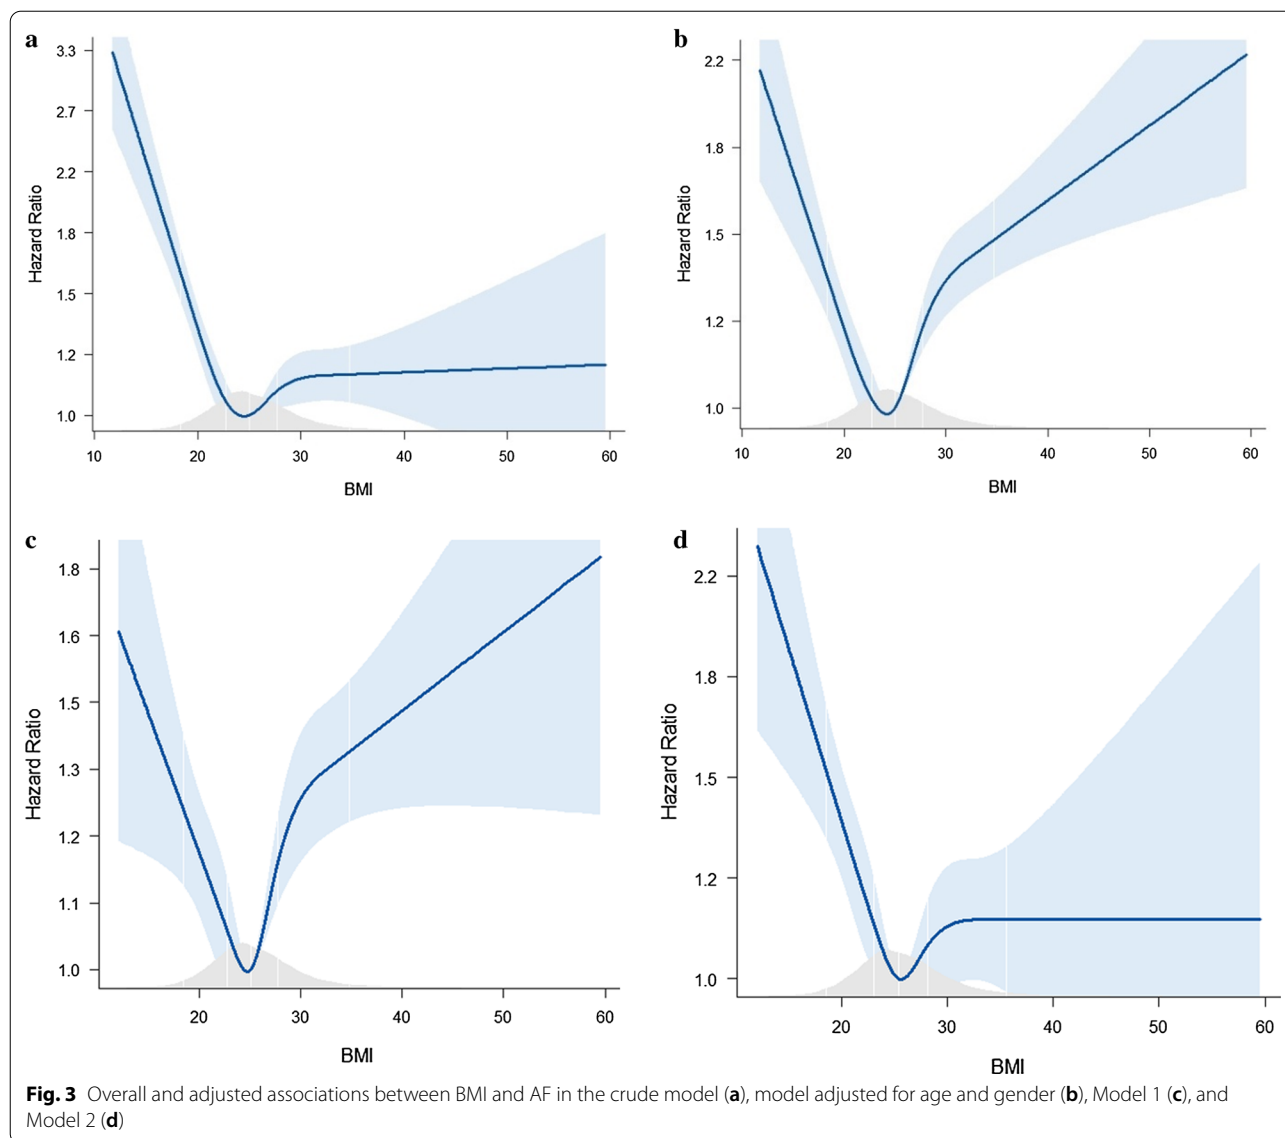 a
3.3
2.7
2.2
1.8
1.5
1.2
1.0
Hazard Ratio
10 20 30 40 50 60
BMI
b
2.2
1.8
1.5
1.2
1.0
Hazard Ratio
10 20 30 40 50 60
BMI
c
1.8
1.6
1.5
1.3
1.2
1.1
1.0
Hazard Ratio
20 30 40 50 60
BMI
d
2.2
1.8
1.5
1.2
1.0
Hazard Ratio
20 30 40 50 60
BMI
Fig. 3 Overall and adjusted associations between BMI and AF in the crude model (a), model adjusted for age and gender (b), Model 1 (c), and
Model 2 (d)